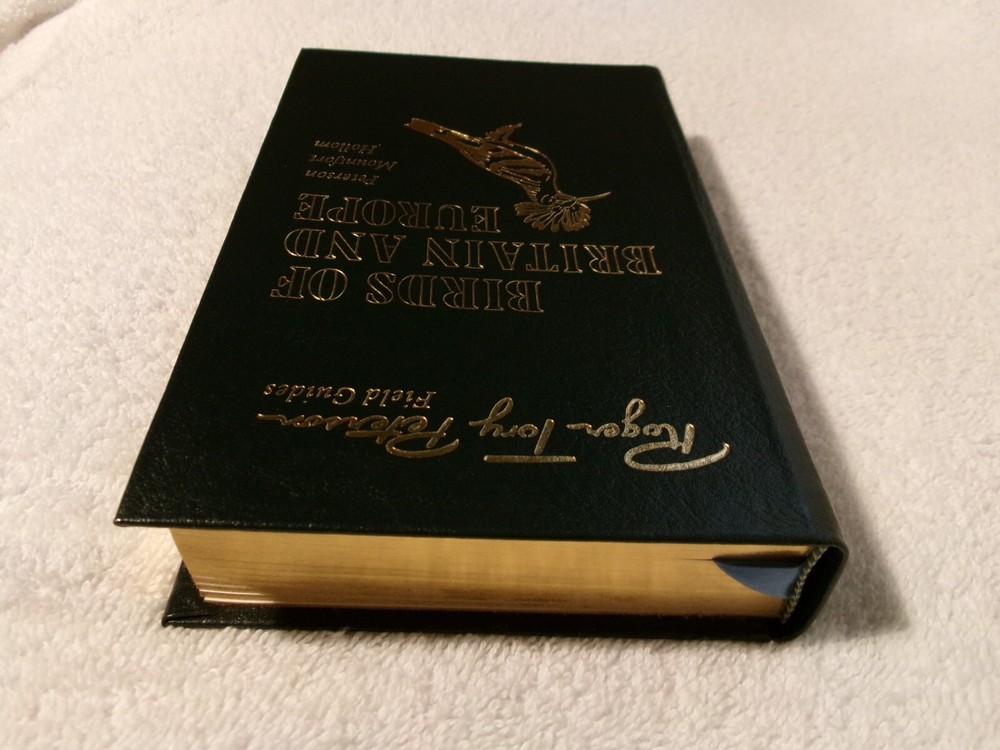 Roger Tory Peterson
Field Guides
BIRDS OF
BRITAIN AND
EUROPE
Peterson
Mountfort
Hollom